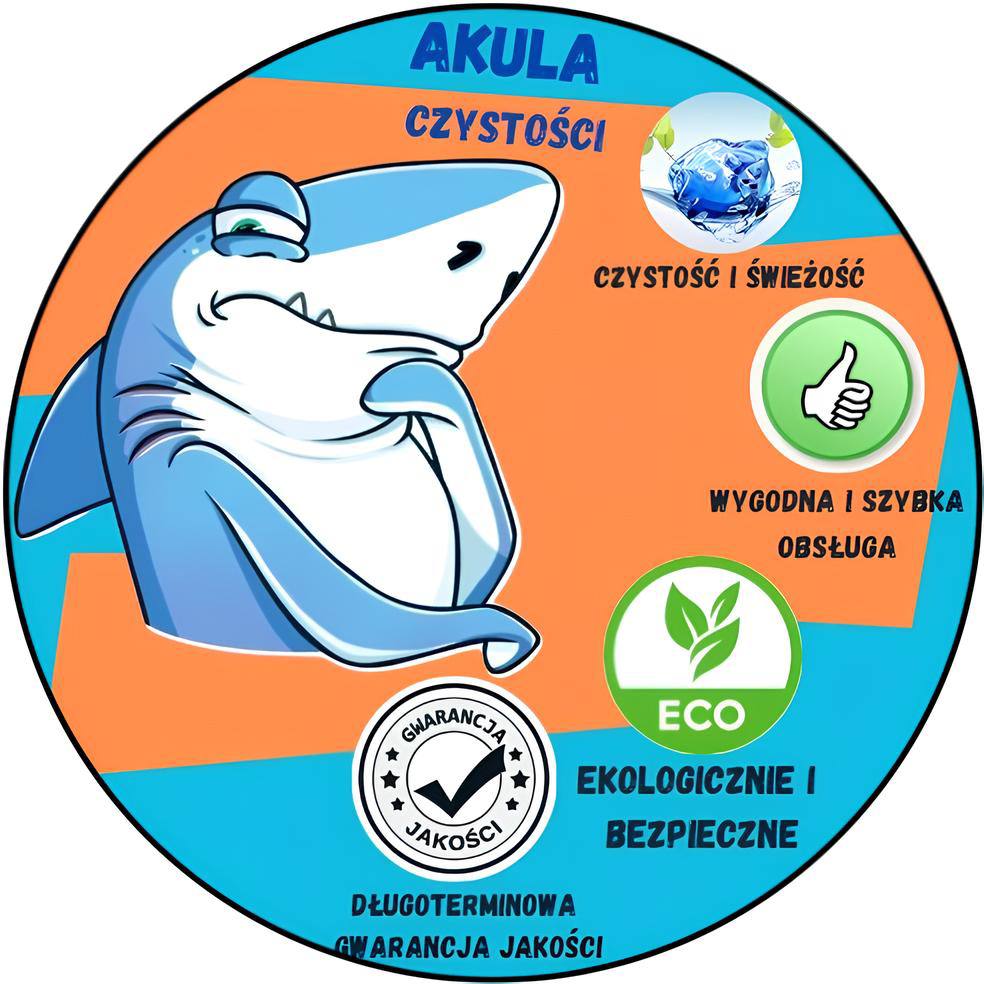 AKULA
CZYSTOŚCI
CZYSTOŚĆ I ŚWIEŻOŚĆ
WYGODNA I SZYBKA
OBSŁUGA
ECO
EKOLOGICZNIE I
BEZPIECZNE
GWARANCJA
JAKOŚCI
DŁUGOTERMINOWA
GWARANCJA JAKOŚCI